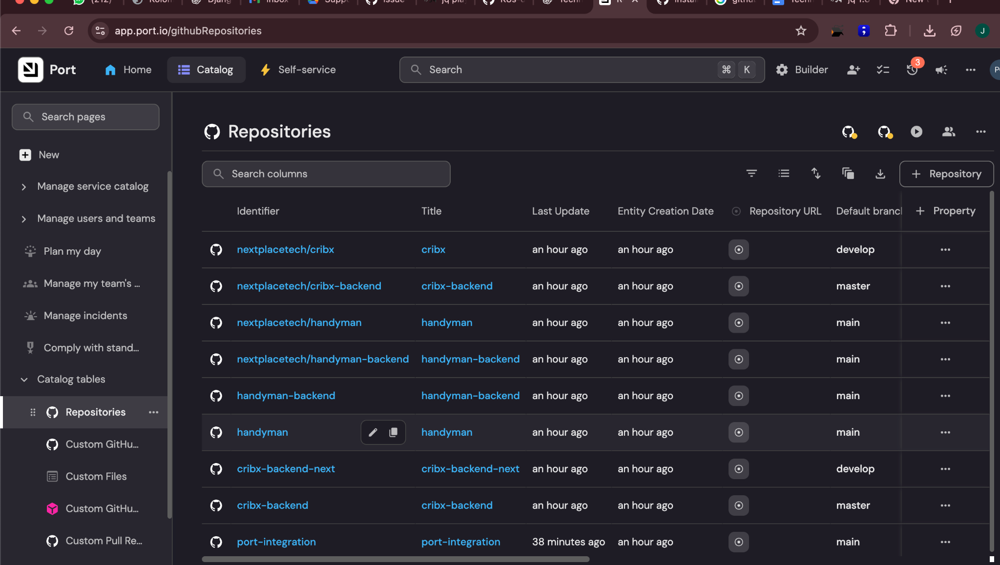 (212)
Inbox
Issue
app.port.io/githubRepositories
J
Port
Home
Catalog
Self-service
Search
⌘ K
Builder
3
Search pages
New
Manage service catalog
Manage users and teams
Plan my day
Manage my team's ...
Manage incidents
Comply with stand...
Catalog tables
Repositories
Custom GitHu...
Custom Files
Custom GitHu...
Custom Pull Re...
Repositories
Search columns
Repository
Identifier Title Last Update Entity Creation Date Repository URL Default branch Property
nextplacetech/cribx cribx an hour ago an hour ago develop
nextplacetech/cribx-backend cribx-backend an hour ago an hour ago master
nextplacetech/handyman handyman an hour ago an hour ago main
nextplacetech/handyman-backend handyman-backend an hour ago an hour ago main
handyman-backend handyman-backend an hour ago an hour ago main
handyman handyman an hour ago an hour ago main
cribx-backend-next cribx-backend-next an hour ago an hour ago develop
cribx-backend cribx-backend an hour ago an hour ago master
port-integration port-integration 38 minutes ago an hour ago main